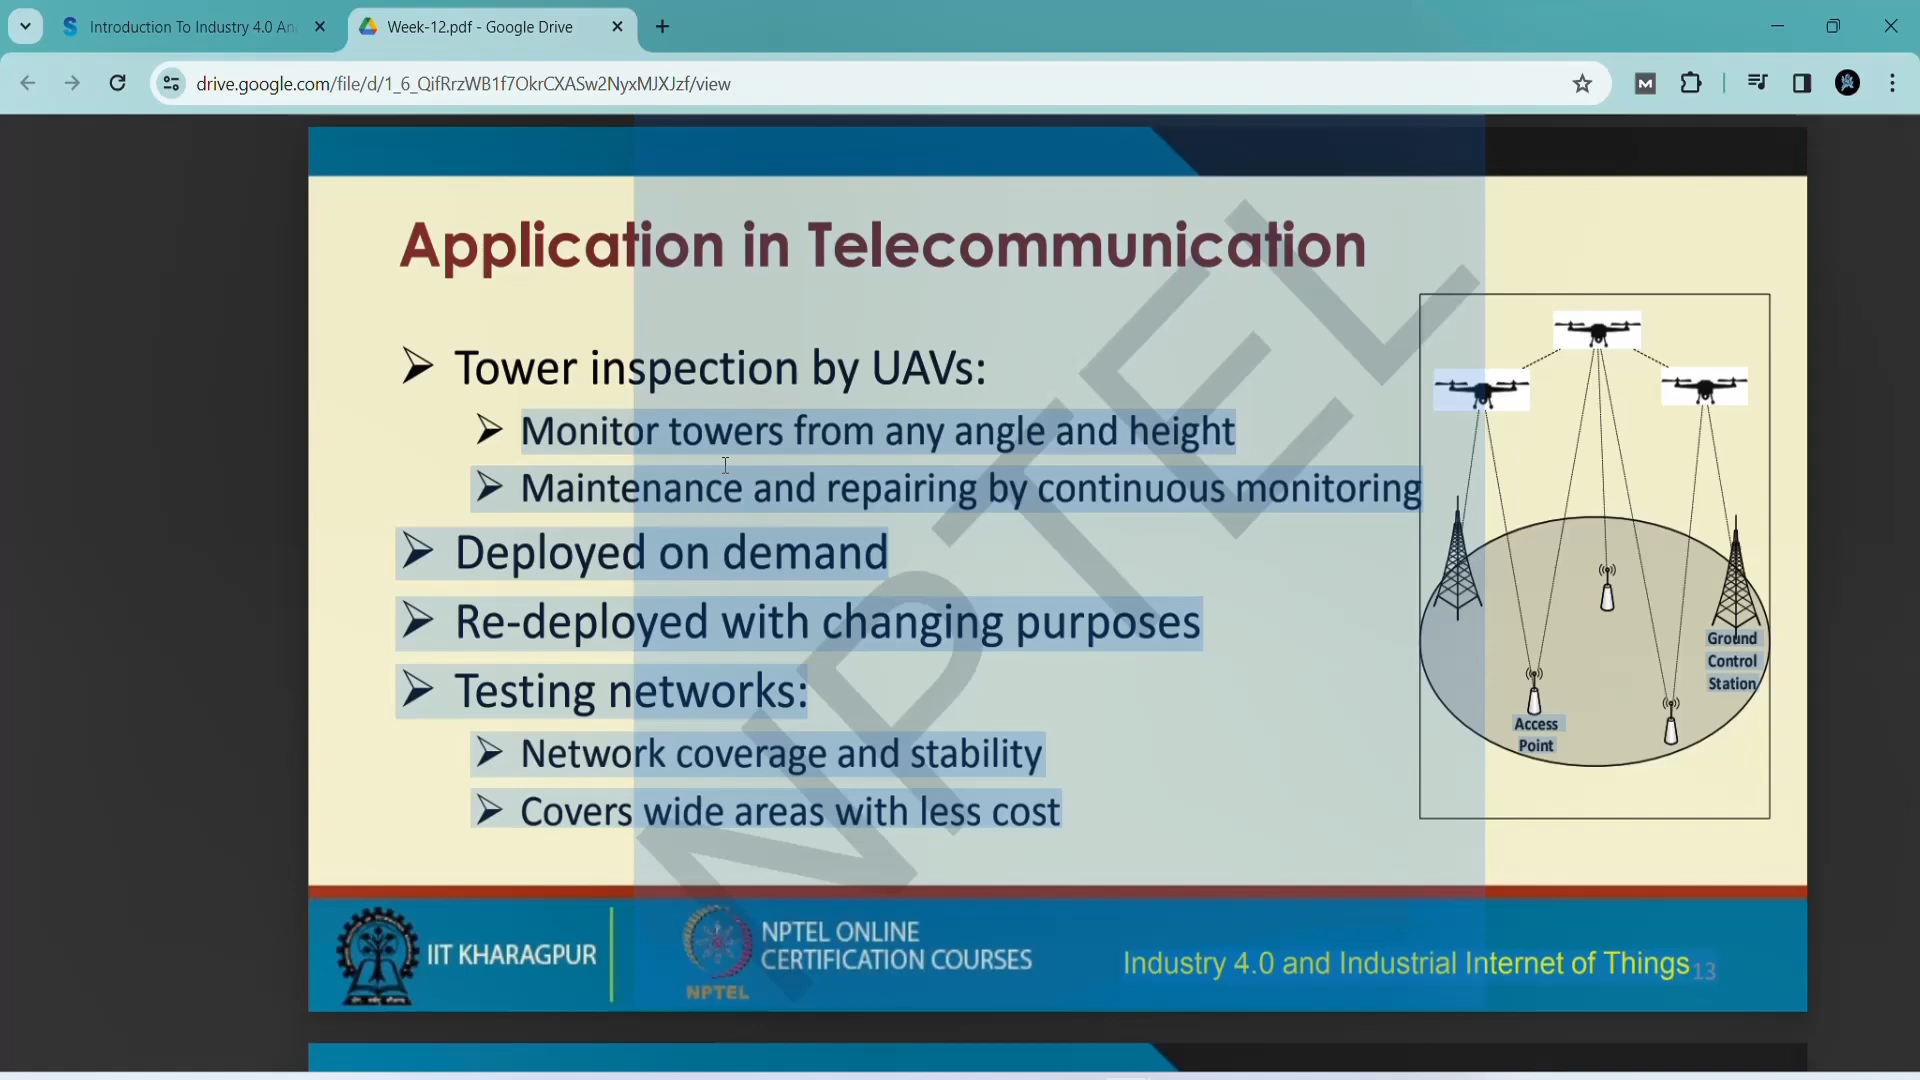 Introduction To Industry 4.0 An
Week-12.pdf - Google Drive
drive.google.com/file/d/1_6_QifRrzWB1f7OkrCXASw2NyxMJXJzf/view
M
Application in Telecommunication
➢ Tower inspection by UAVs:
➢ Monitor towers from any angle and height
➢ Maintenance and repairing by continuous monitoring
➢ Deployed on demand
➢ Re-deployed with changing purposes
➢ Testing networks:
➢ Network coverage and stability
➢ Covers wide areas with less cost
Ground
Control
Station
Access
Point
NPTEL
IIT KHARAGPUR
NPTEL
NPTEL ONLINE
CERTIFICATION COURSES
Industry 4.0 and Industrial Internet of Things
13